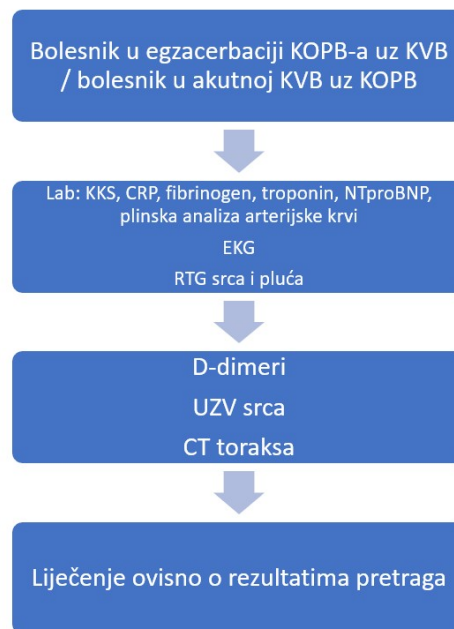 Bolesnik u egzacerbaciji KOPB-a uz KVB
/ bolesnik u akutnoj KVB uz KOPB
Lab: KKS, CRP, fibrinogen, troponin, NTproBNP,
plinska analiza arterijske krvi
EKG
RTG srca i pluća
D-dimeri
UZV srca
CT toraksa
Liječenje ovisno o rezultatima pretraga